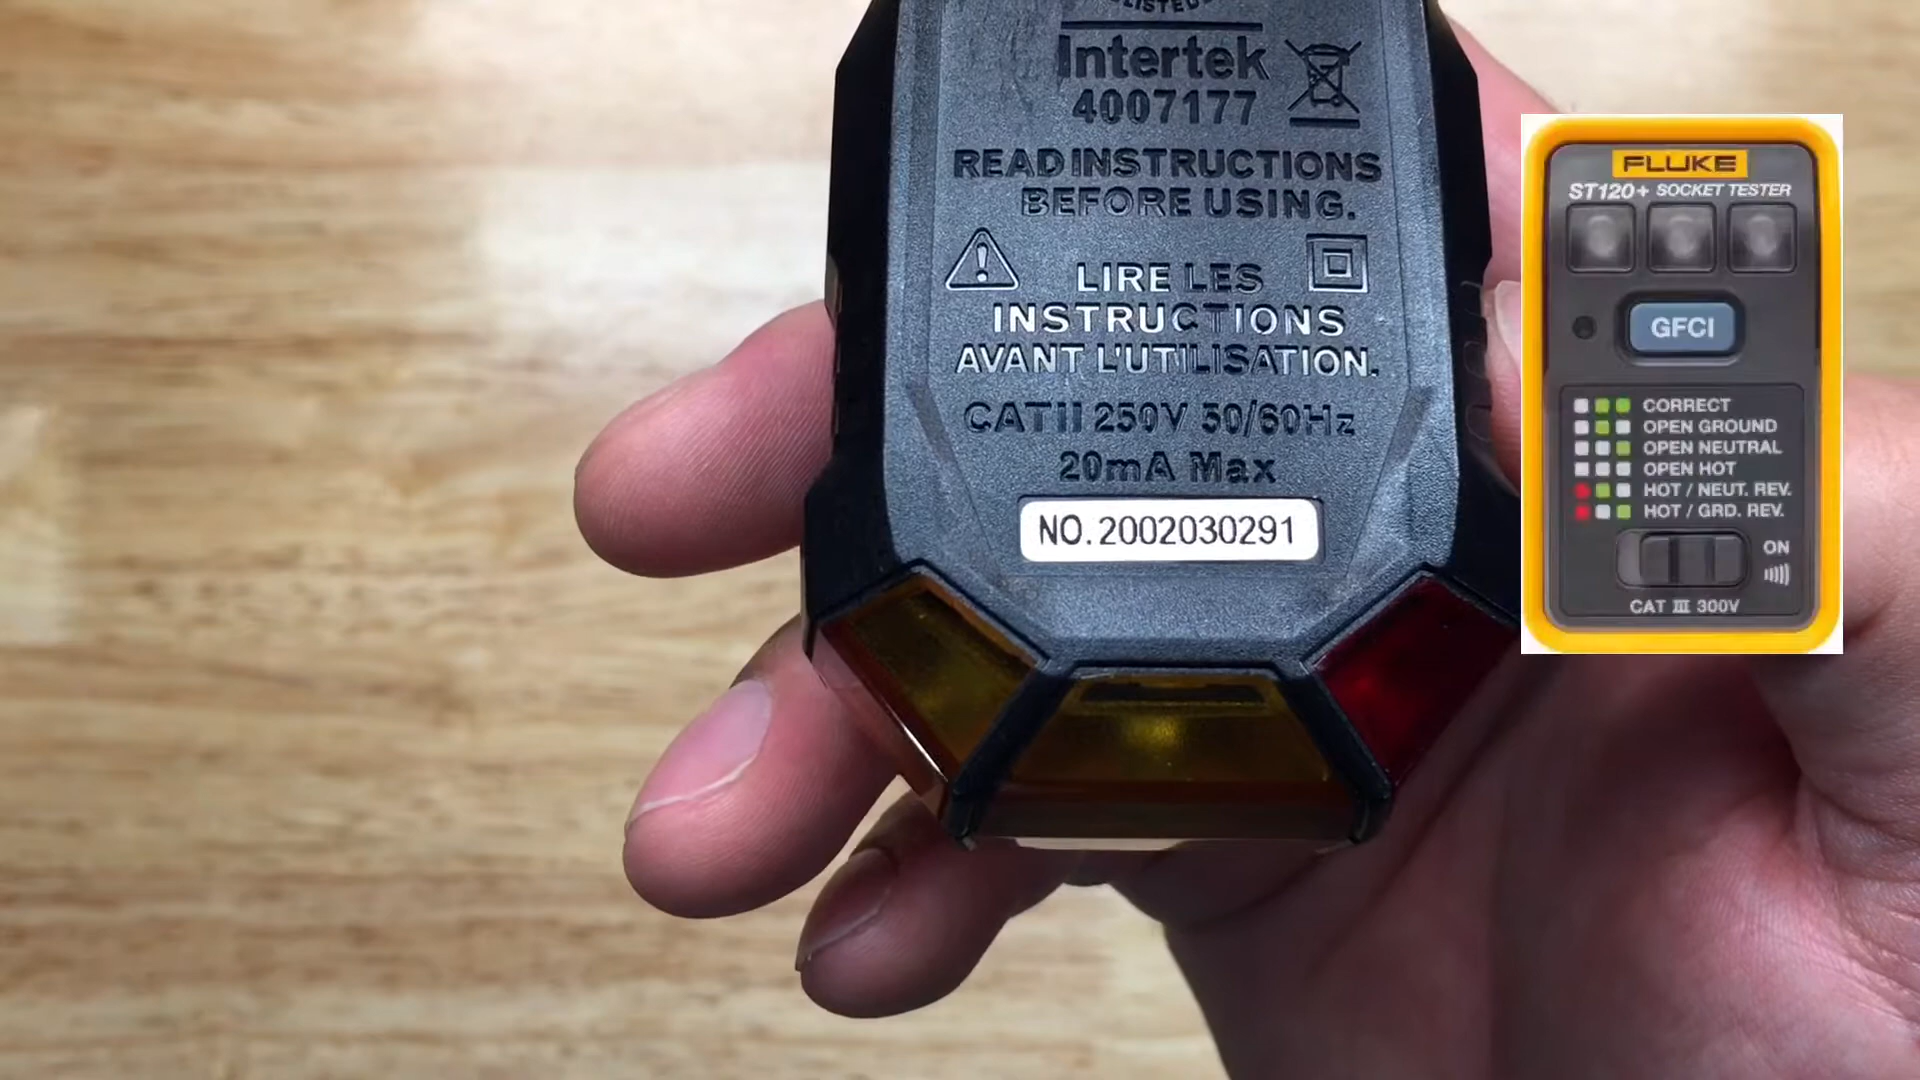 LISTED
Intertek
4007177
READ INSTRUCTIONS
BEFORE USING.
LIRE LES
INSTRUCTIONS
AVANT L'UTILISATION.
CAT II 250V 50/60Hz
20mA Max
NO.2002030291
FLUKE
ST120+ SOCKET TESTER
GFCI
CORRECT
OPEN GROUND
OPEN NEUTRAL
OPEN HOT
HOT / NEUT. REV.
HOT / GRD. REV.
ON
CAT III 300V